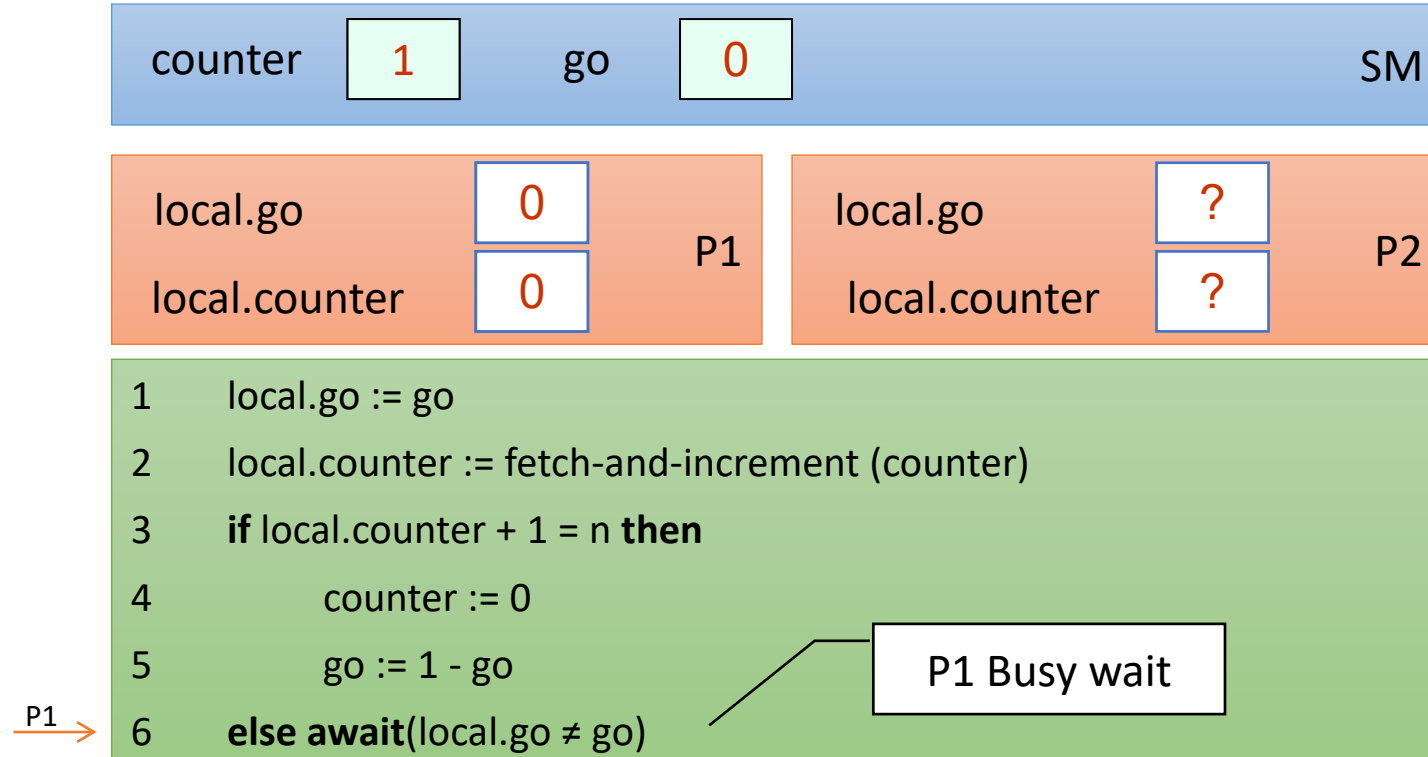 counter 1 go 0 SM
local.go 0 P1 local.go ? P2
local.counter 0 local.counter ?
1 local.go := go
2 local.counter := fetch-and-increment (counter)
3 if local.counter + 1 = n then
4 counter := 0
5 go := 1 - go
P1 Busy wait
P1
6 else await(local.go ≠ go)